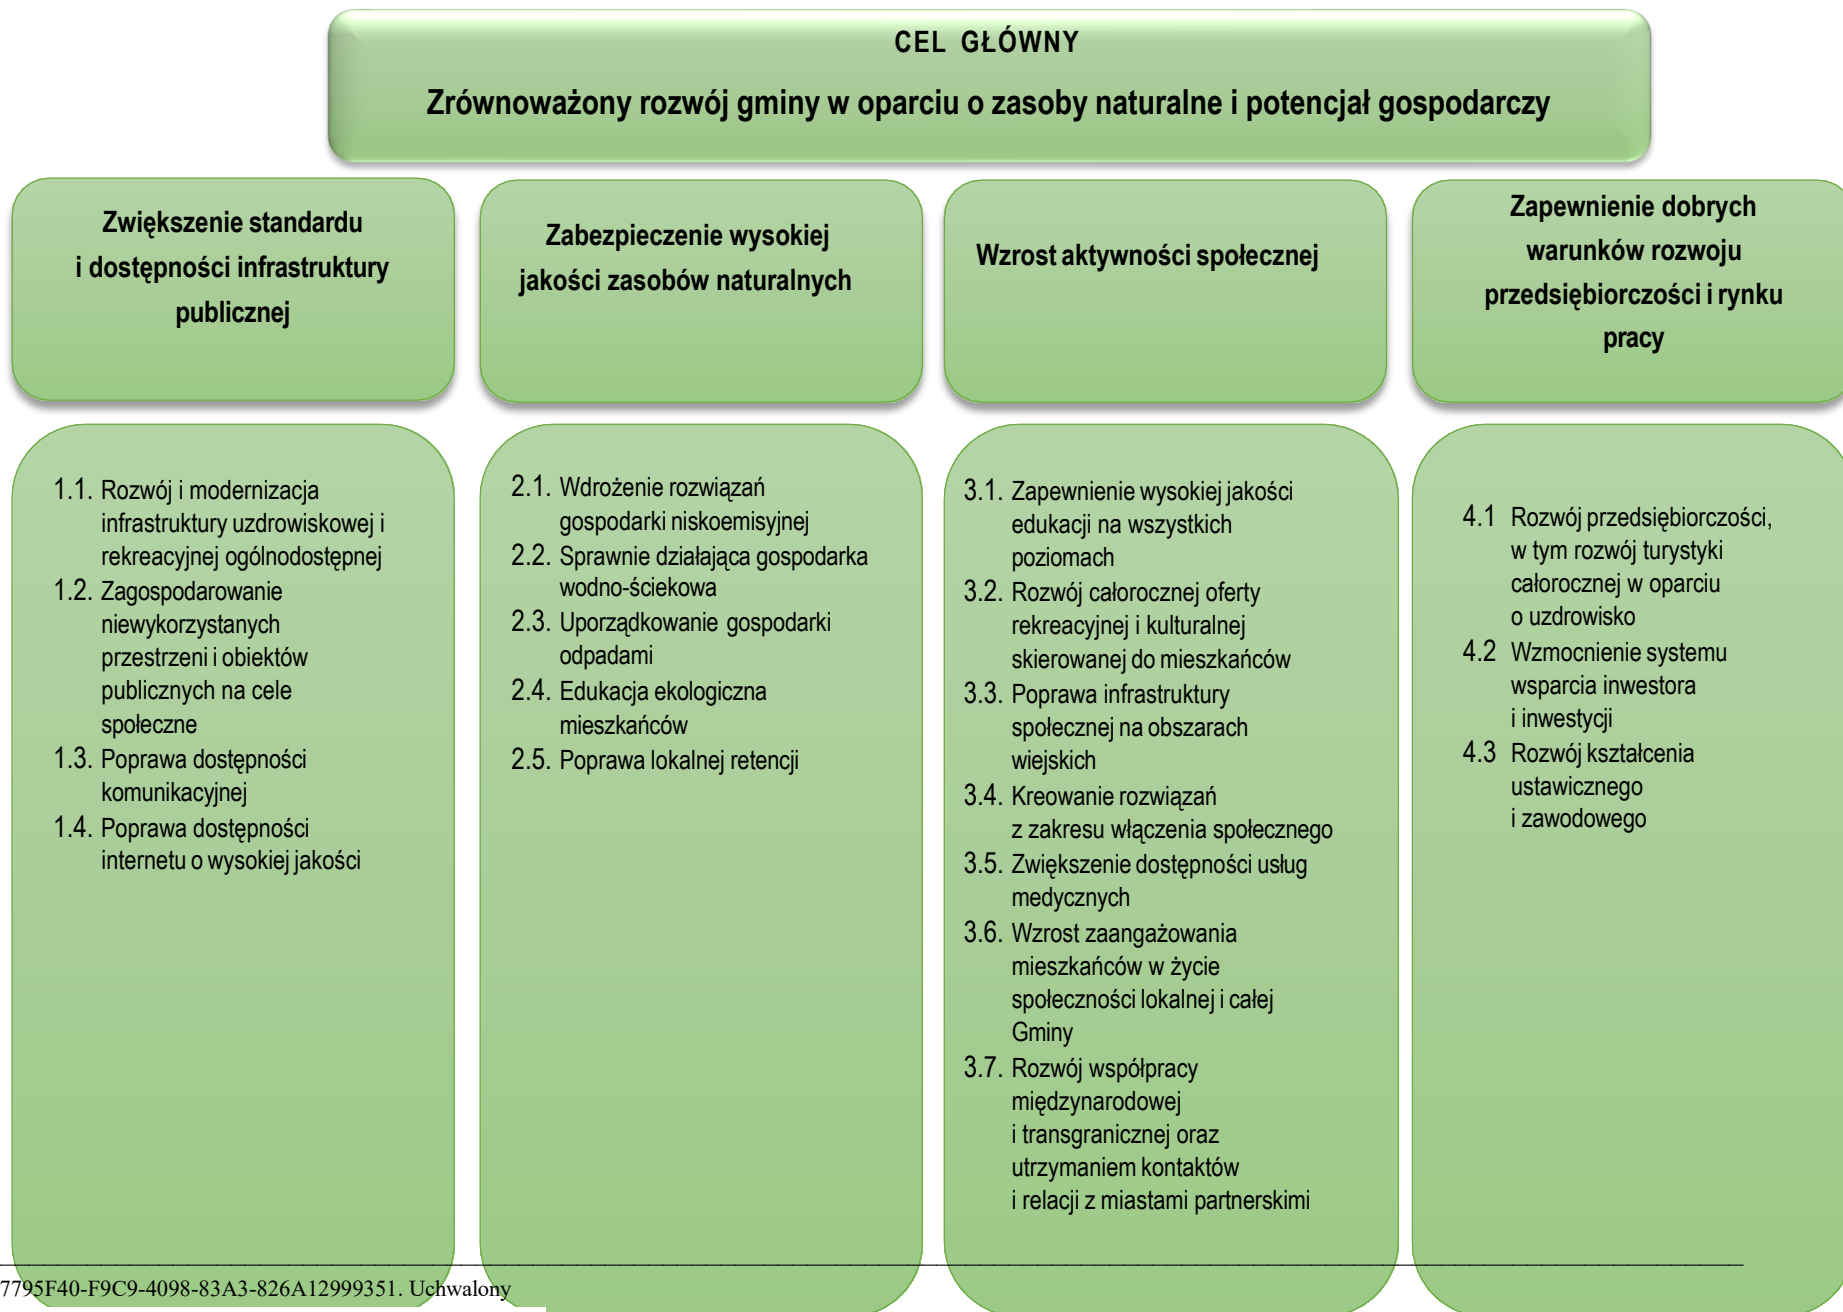 CEL GŁÓWNY
Zrównoważony rozwój gminy w oparciu o zasoby naturalne i potencjał gospodarczy
Zwiększenie standardu
i dostępności infrastruktury
publicznej
Zabezpieczenie wysokiej
jakości zasobów naturalnych
Wzrost aktywności społecznej
Zapewnienie dobrych
warunków rozwoju
przedsiębiorczości i rynku
pracy
1.1. Rozwój i modernizacja
infrastruktury uzdrowiskowej i
rekreacyjnej ogólnodostępnej
1.2. Zagospodarowanie
niewykorzystanych
przestrzeni i obiektów
publicznych na cele
społeczne
1.3. Poprawa dostępności
komunikacyjnej
1.4. Poprawa dostępności
internetu o wysokiej jakości
2.1. Wdrożenie rozwiązań
gospodarki niskoemisyjnej
2.2. Sprawnie działająca gospodarka
wodno-ściekowa
2.3. Uporządkowanie gospodarki
odpadami
2.4. Edukacja ekologiczna
mieszkańców
2.5. Poprawa lokalnej retencji
3.1. Zapewnienie wysokiej jakości
edukacji na wszystkich
poziomach
3.2. Rozwój całorocznej oferty
rekreacyjnej i kulturalnej
skierowanej do mieszkańców
3.3. Poprawa infrastruktury
społecznej na obszarach
wiejskich
3.4. Kreowanie rozwiązań
z zakresu włączenia społecznego
3.5. Zwiększenie dostępności usług
medycznych
3.6. Wzrost zaangażowania
mieszkańców w życie
społeczności lokalnej i całej
Gminy
3.7. Rozwój współpracy
międzynarodowej
i transgranicznej oraz
utrzymaniem kontaktów
i relacji z miastami partnerskimi
4.1 Rozwój przedsiębiorczości,
w tym rozwój turystyki
całorocznej w oparciu
o uzdrowisko
4.2 Wzmocnienie systemu
wsparcia inwestora
i inwestycji
4.3 Rozwój kształcenia
ustawicznego
i zawodowego
7795F40-F9C9-4098-83A3-826A12999351. Uchwalony